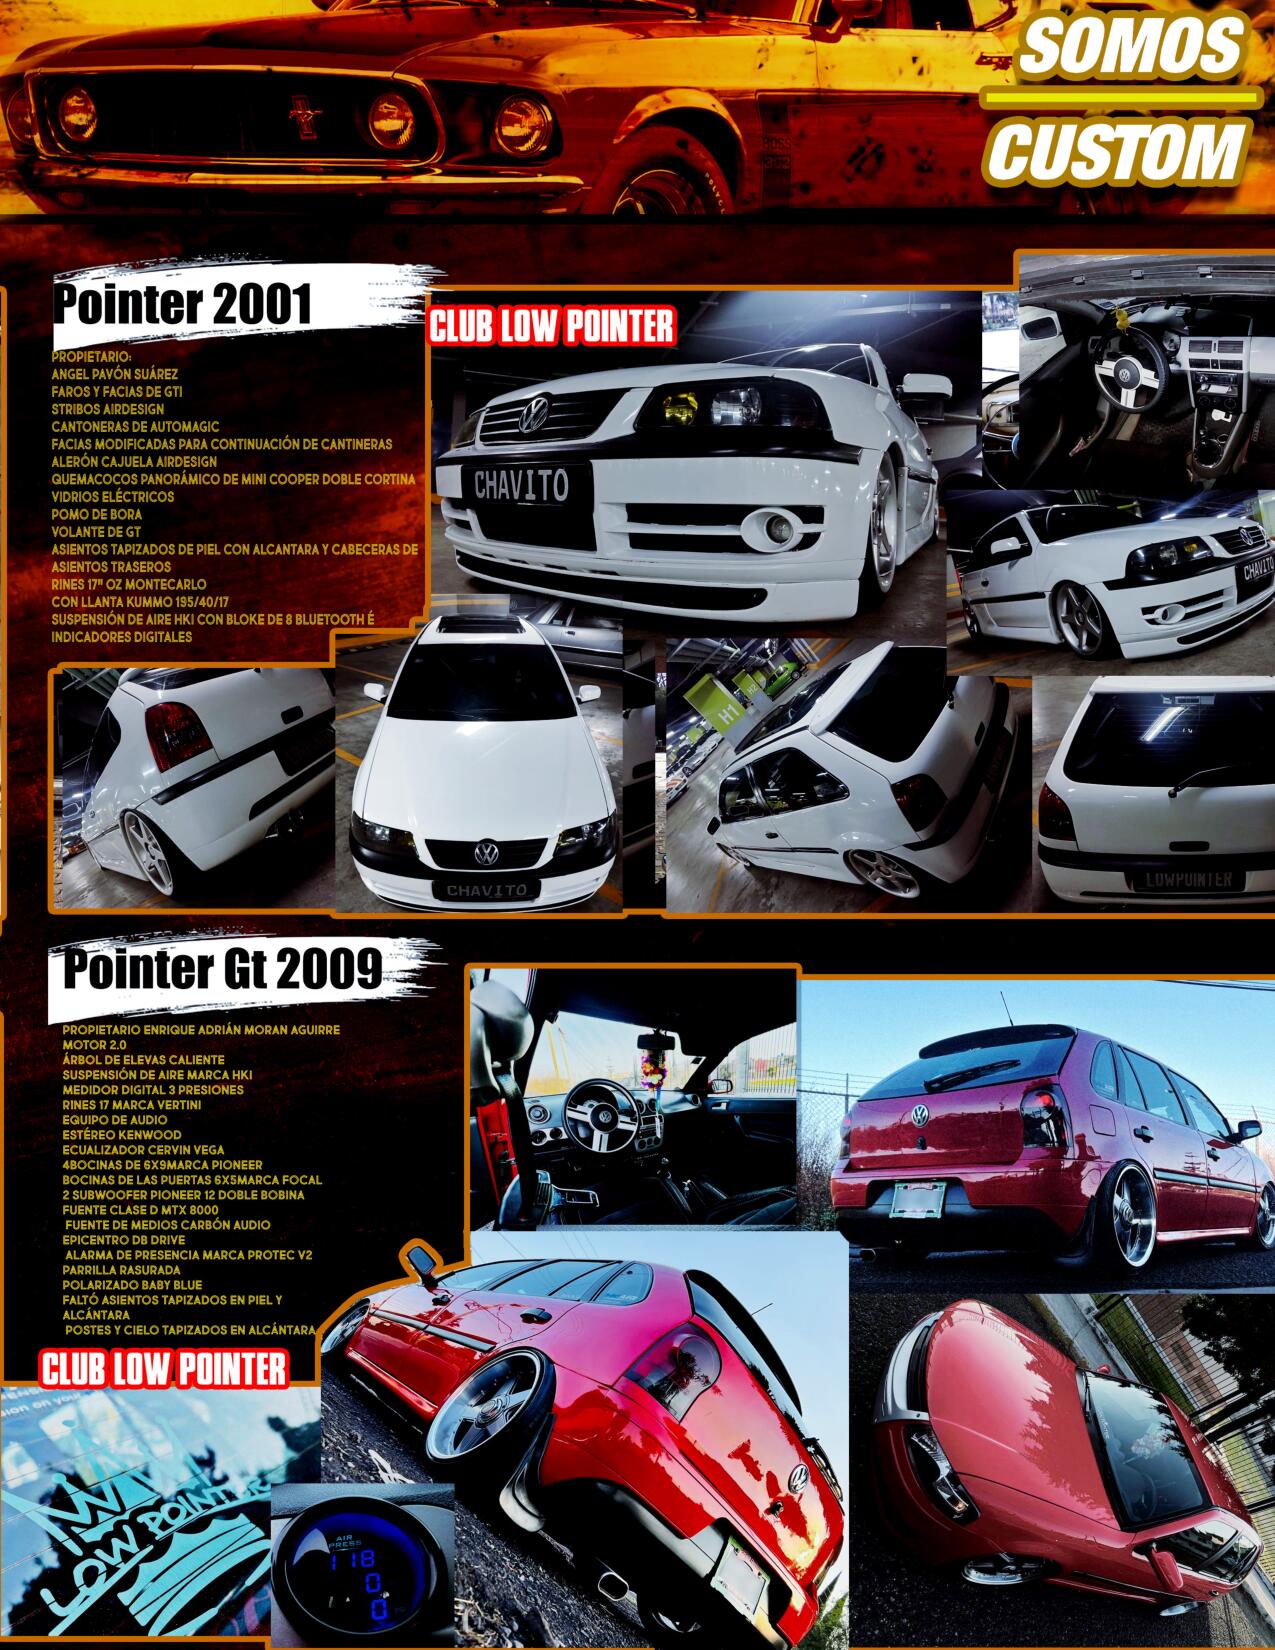 SOMOS
CUSTOM
BOSS
302
Pointer 2001
CLUB LOW POINTER
PROPIETARIO:
ANGEL PAVÓN SUÁREZ
FAROS Y FACIAS DE GTI
STRIBOS AIRDESIGN
CANTONERAS DE AUTOMAGIC
FACIAS MODIFICADAS PARA CONTINUACIÓN DE CANTINERAS
ALERÓN CAJUELA AIRDESIGN
QUEMACOCOS PANORÁMICO DE MINI COOPER DOBLE CORTINA
VIDRIOS ELÉCTRICOS
POMO DE BORA
VOLANTE DE GT
ASIENTOS TAPIZADOS DE PIEL CON ALCANTARA Y CABECERAS DE
ASIENTOS TRASEROS
RINES 17" OZ MONTECARLO
CON LLANTA KUMMO 195/40/17
SUSPENSIÓN DE AIRE HKI CON BLOKE DE 8 BLUETOOTH É
INDICADORES DIGITALES
CHAVITO
CHAVITO
H1
H2
CHAVITO
LOWPOINTER
Pointer Gt 2009
PROPIETARIO ENRIQUE ADRIÁN MORAN AGUIRRE
MOTOR 2.0
ÁRBOL DE ELEVAS CALIENTE
SUSPENSIÓN DE AIRE MARCA HKI
MEDIDOR DIGITAL 3 PRESIONES
RINES 17 MARCA VERTINI
EQUIPO DE AUDIO
ESTÉREO KENWOOD
ECUALIZADOR CERVIN VEGA
4BOCINAS DE 6X9MARCA PIONEER
BOCINAS DE LAS PUERTAS 6X5MARCA FOCAL
2 SUBWOOFER PIONEER 12 DOBLE BOBINA
FUENTE CLASE D MTX 8000
FUENTE DE MEDIOS CARBÓN AUDIO
EPICENTRO DB DRIVE
ALARMA DE PRESENCIA MARCA PROTEC V2
PARRILLA RASURADA
POLARIZADO BABY BLUE
FALTÓ ASIENTOS TAPIZADOS EN PIEL Y
ALCÁNTARA
POSTES Y CIELO TAPIZADOS EN ALCÁNTARA
CLUB LOW POINTER
LOW POINTER
AIR
PRESS
118
0
0